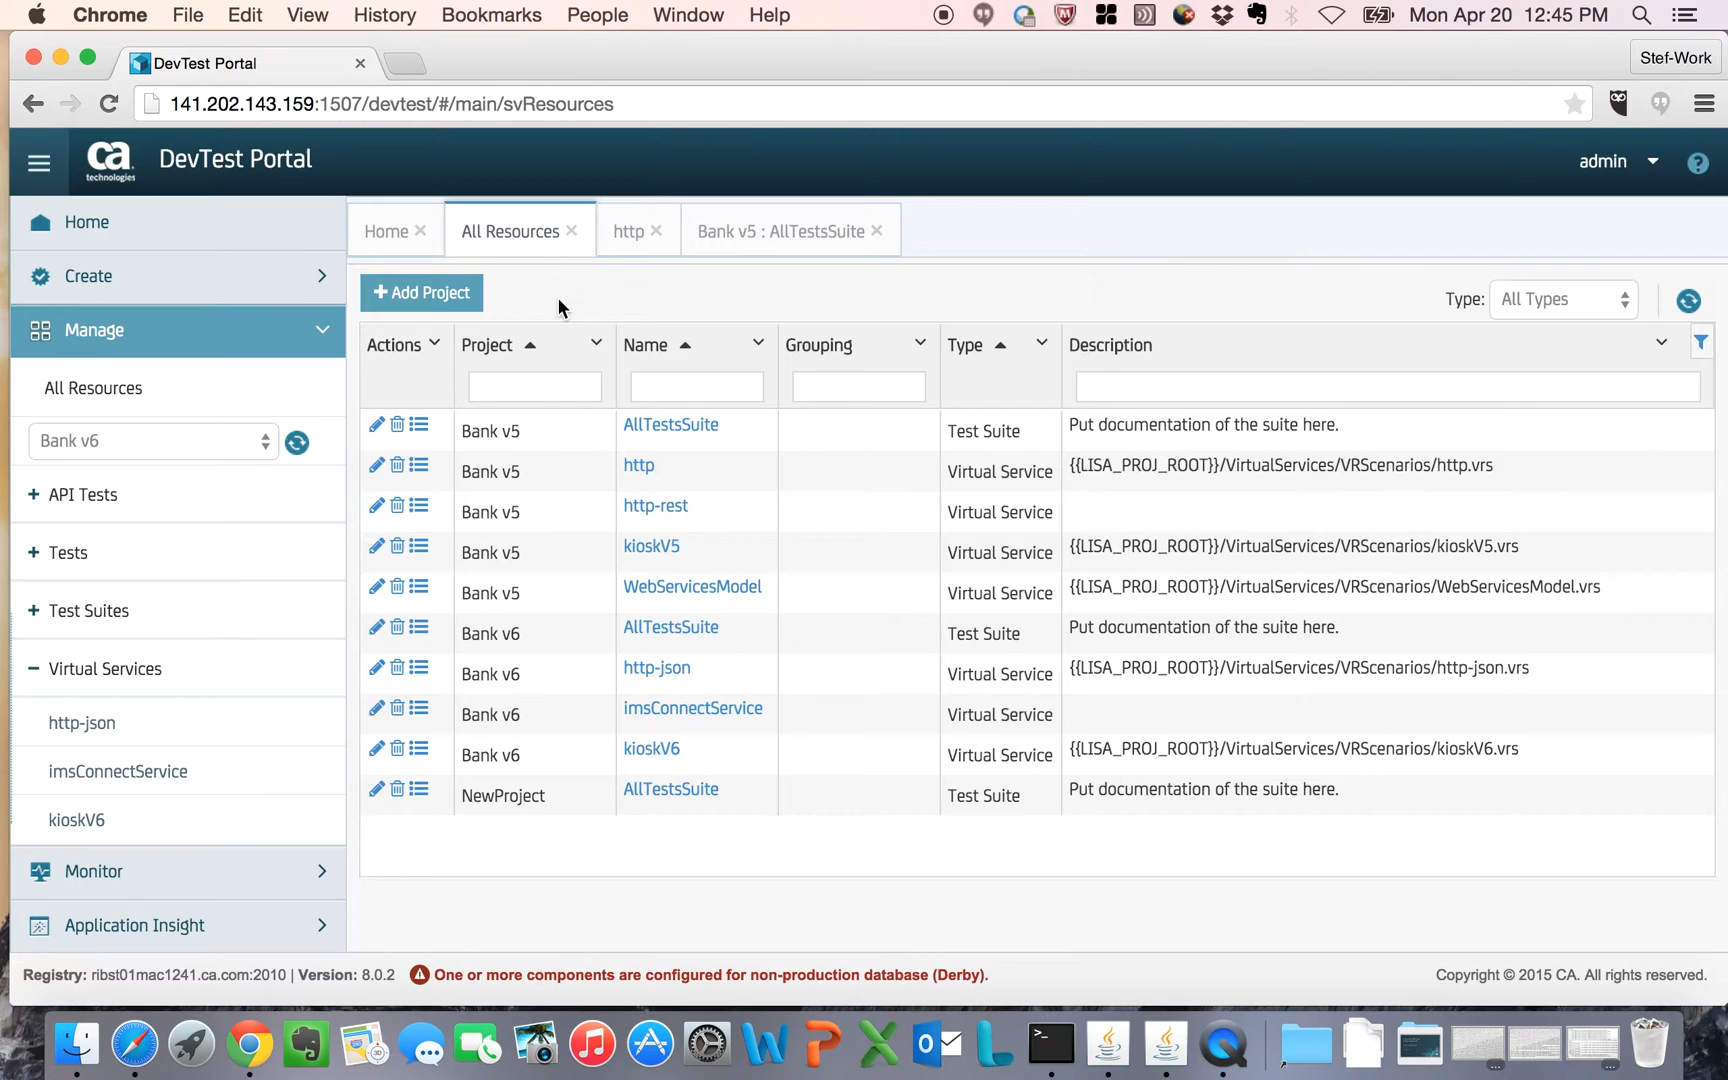 Chrome File Edit View History Bookmarks People Window Help Mon Apr 20 12:45 PM
DevTest Portal Stef-Work
141.202.143.159:1507/devtest/#/main/svResources
ca technologies DevTest Portal admin ?
Home
Create
Manage
All Resources
Bank v6
+ API Tests
+ Tests
+ Test Suites
− Virtual Services
http-json
imsConnectService
kioskV6
Monitor
Application Insight
Home All Resources http Bank v5 : AllTestsSuite
+ Add Project Type: All Types
Actions Project Name Grouping Type Description
Bank v5 AllTestsSuite Test Suite Put documentation of the suite here.
Bank v5 http Virtual Service {{LISA_PROJ_ROOT}}/VirtualServices/VRScenarios/http.vrs
Bank v5 http-rest Virtual Service
Bank v5 kioskV5 Virtual Service {{LISA_PROJ_ROOT}}/VirtualServices/VRScenarios/kioskV5.vrs
Bank v5 WebServicesModel Virtual Service {{LISA_PROJ_ROOT}}/VirtualServices/VRScenarios/WebServicesModel.vrs
Bank v6 AllTestsSuite Test Suite Put documentation of the suite here.
Bank v6 http-json Virtual Service {{LISA_PROJ_ROOT}}/VirtualServices/VRScenarios/http-json.vrs
Bank v6 imsConnectService Virtual Service
Bank v6 kioskV6 Virtual Service {{LISA_PROJ_ROOT}}/VirtualServices/VRScenarios/kioskV6.vrs
NewProject AllTestsSuite Test Suite Put documentation of the suite here.
Registry: ribst01mac1241.ca.com:2010 | Version: 8.0.2 One or more components are configured for non-production database (Derby). Copyright © 2015 CA. All rights reserved.